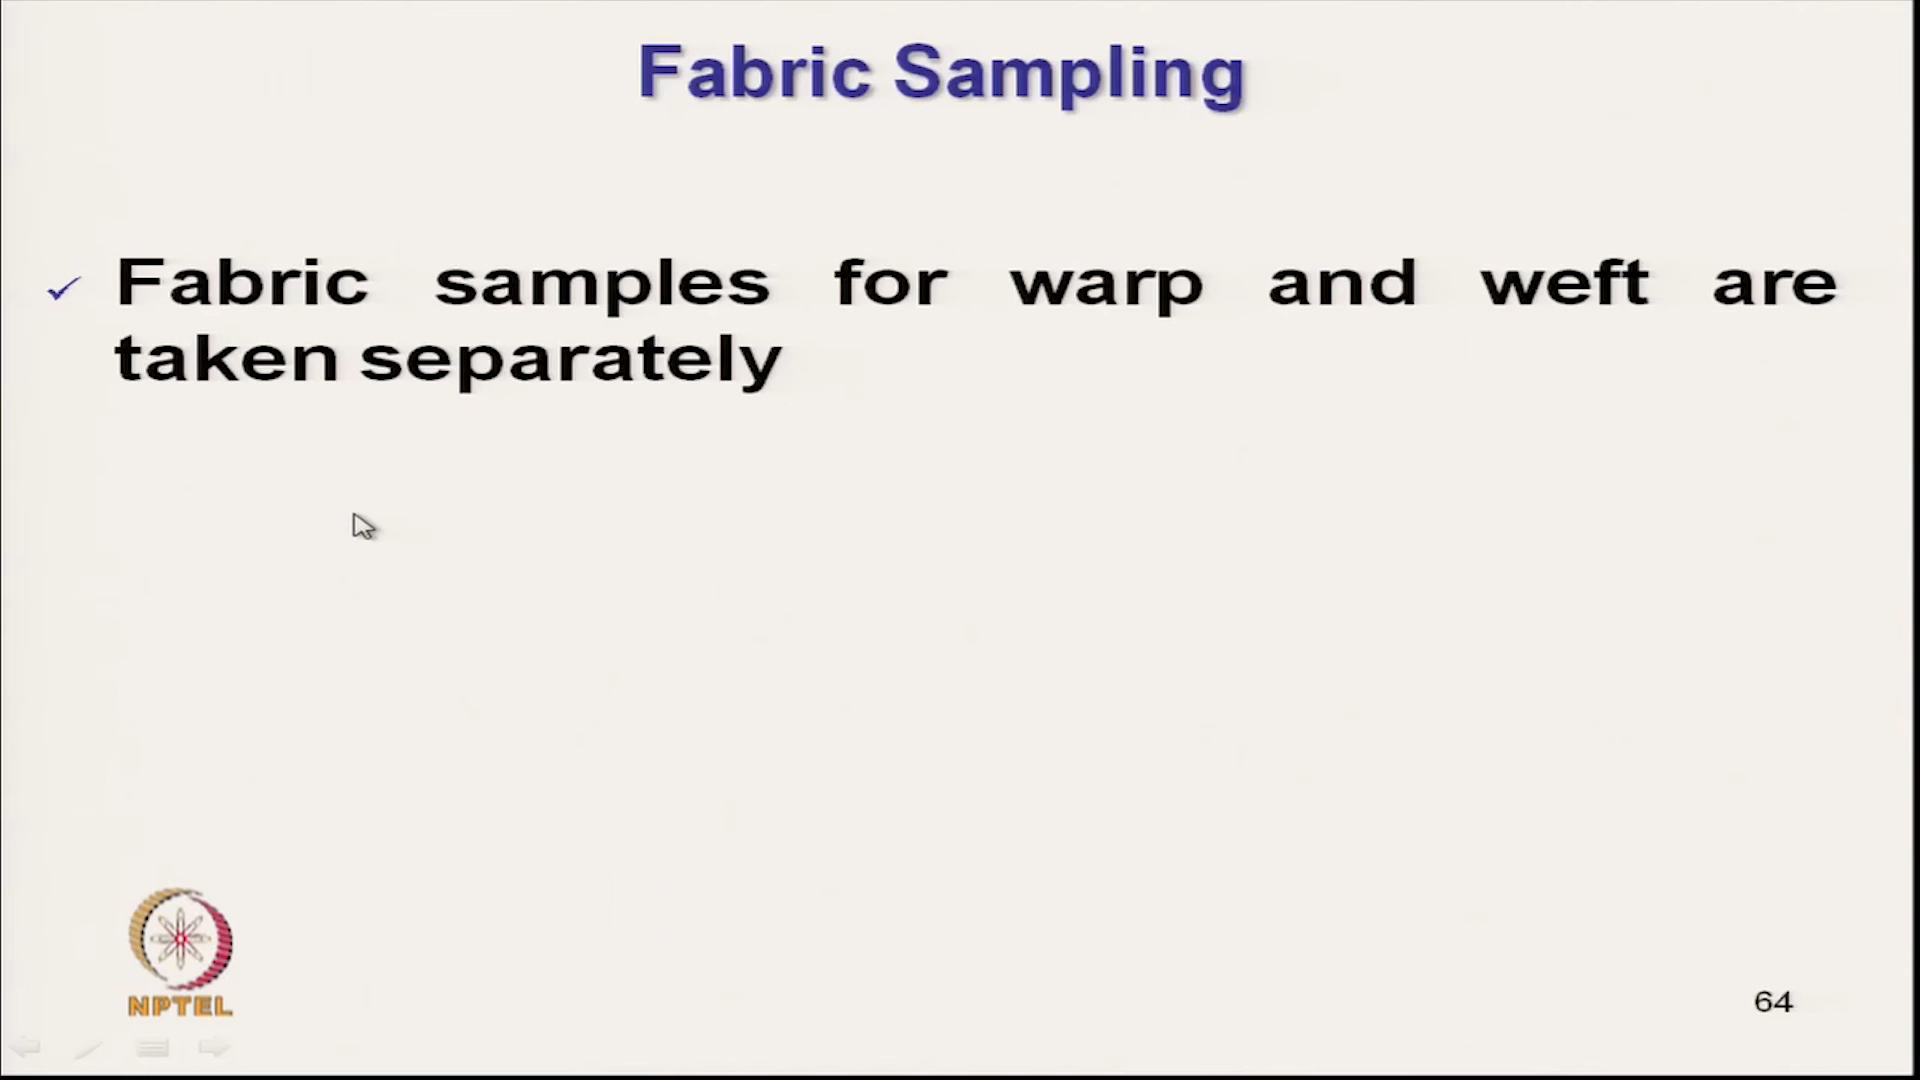 Fabric Sampling
Fabric samples for warp and weft are
taken separately
NPTEL
64